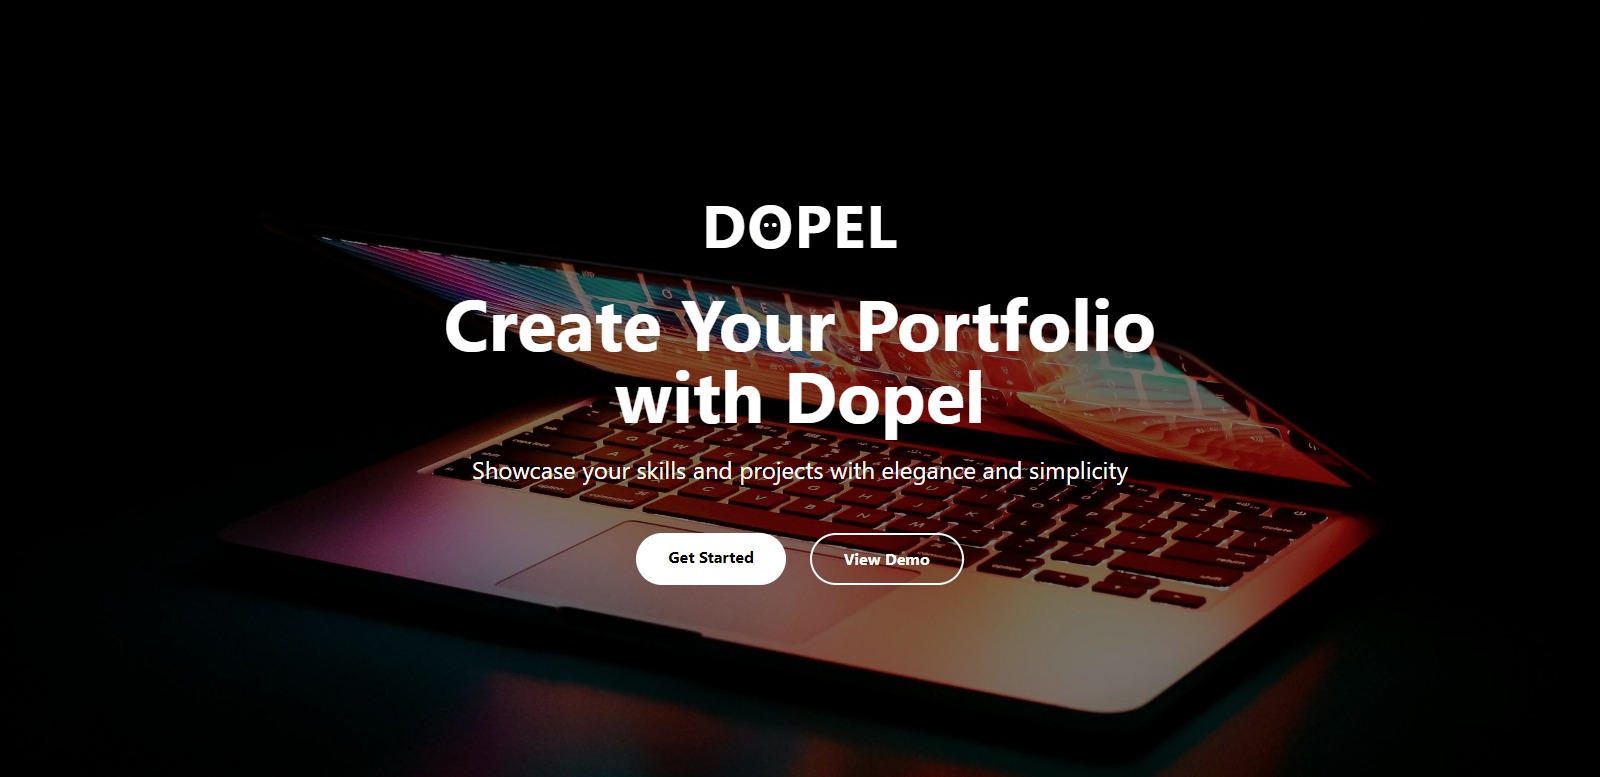 DOPEL
Create Your Portfolio
with Dopel
Showcase your skills and projects with elegance and simplicity
Get Started
View Demo